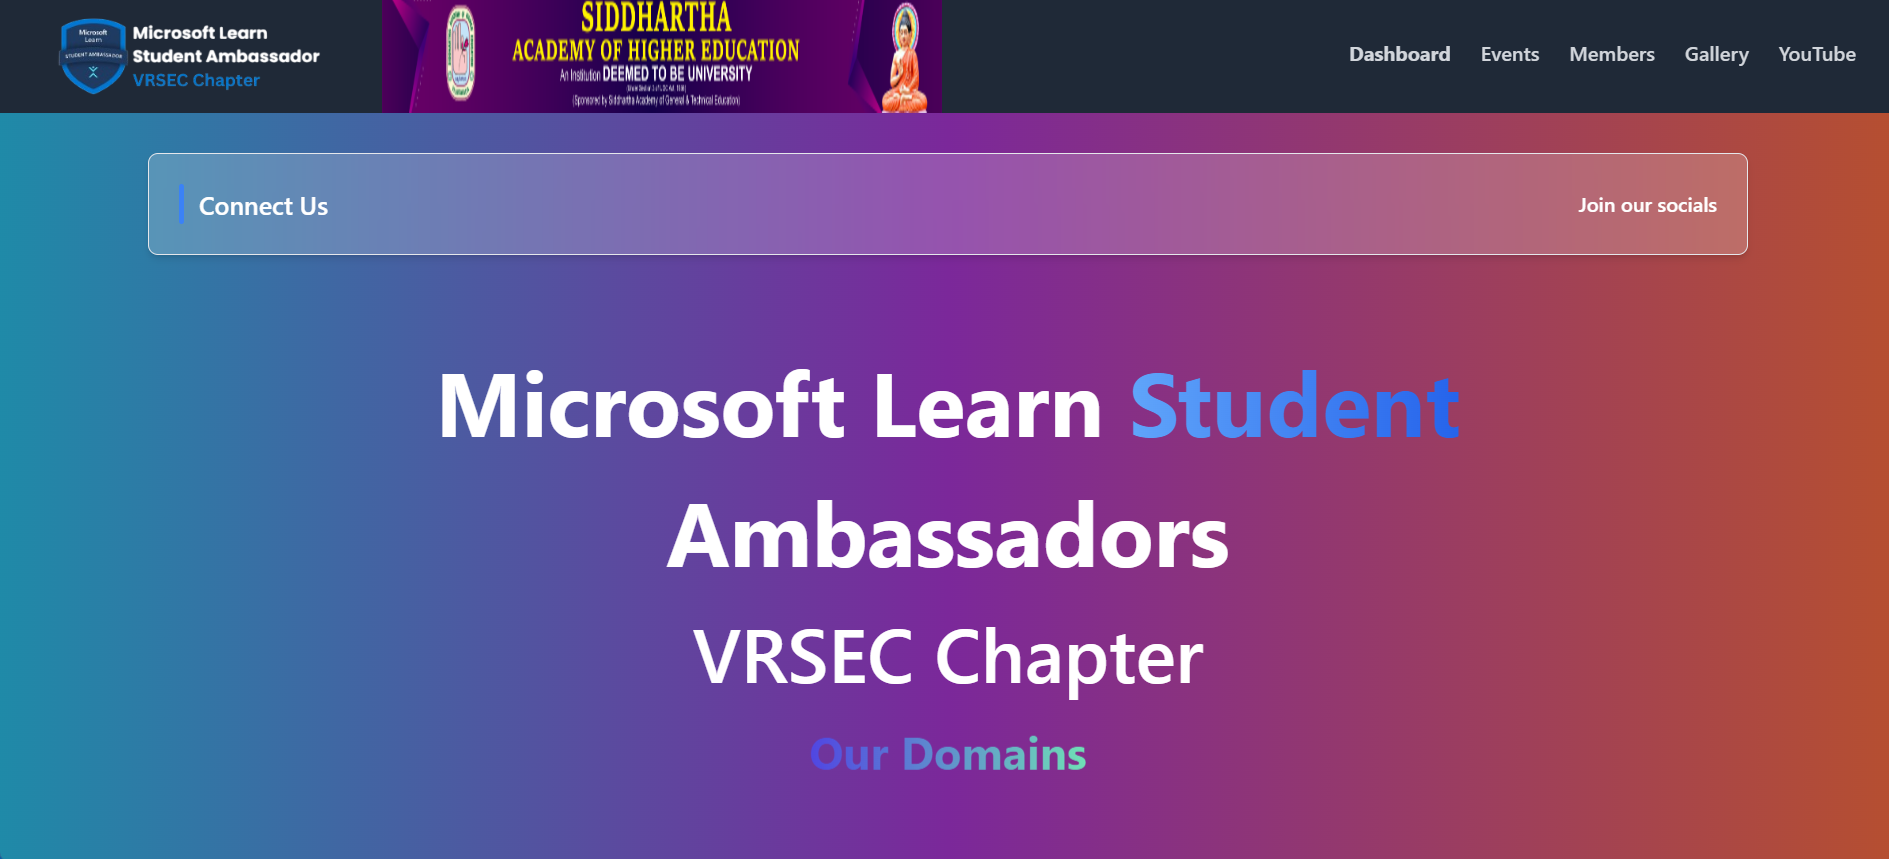 Microsoft
Learn
STUDENT AMBASSADOR
Microsoft Learn
Student Ambassador
VRSEC Chapter
SIDDHARTHA
ACADEMY OF HIGHER EDUCATION
An Institution DEEMED TO BE UNIVERSITY
(Sponsored by Siddhartha Academy of General & Technical Education)
Dashboard
Events
Members
Gallery
YouTube
Connect Us
Join our socials
Microsoft Learn Student
Ambassadors
VRSEC Chapter
Our Domains